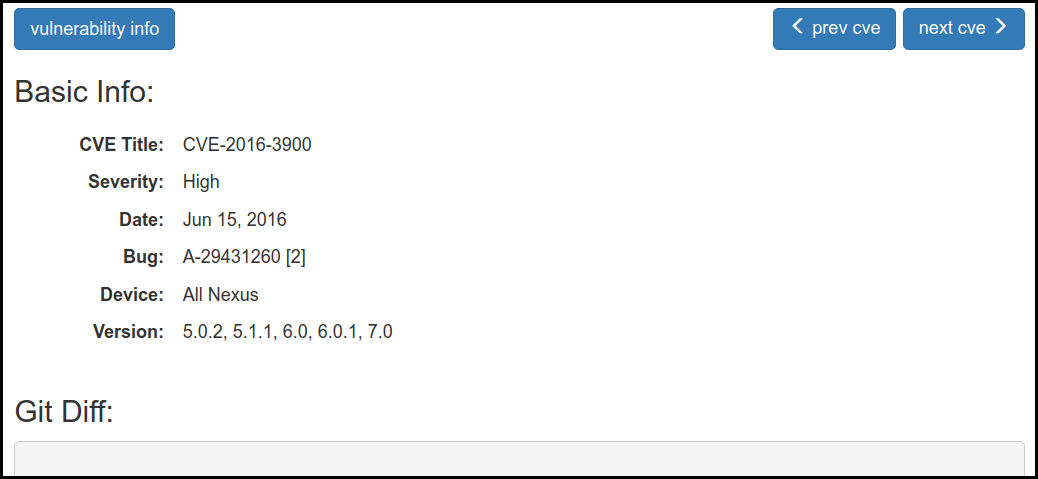 vulnerability info
prev cve
next cve
Basic Info:
CVE Title: CVE-2016-3900
Severity: High
Date: Jun 15, 2016
Bug: A-29431260 [2]
Device: All Nexus
Version: 5.0.2, 5.1.1, 6.0, 6.0.1, 7.0
Git Diff: